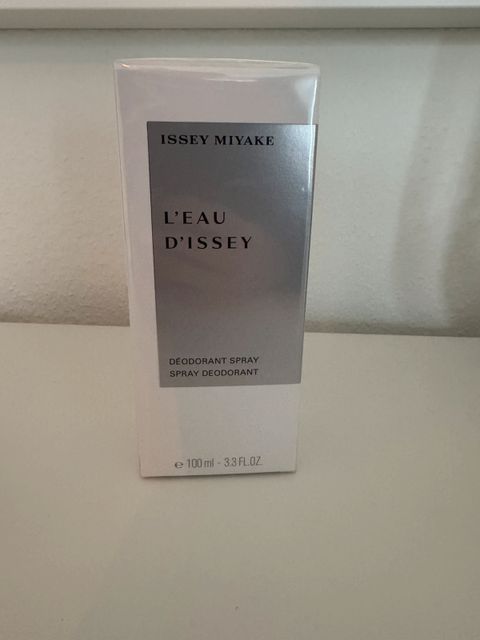 ISSEY MIYAKE
L'EAU
D'ISSEY
DÉODORANT SPRAY
SPRAY DEODORANT
℮ 100 ml - 3.3 FL.OZ.